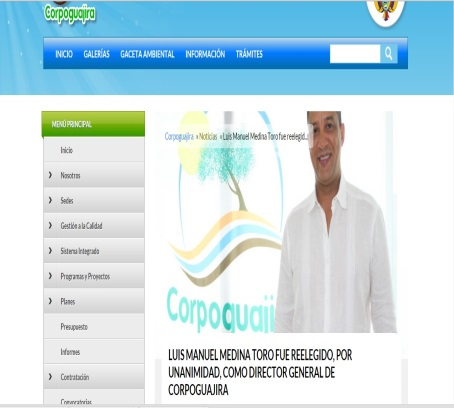 Corpoguajira
INICIO GALERÍAS GACETA AMBIENTAL INFORMACIÓN TRÁMITES
MENÚ PRINCIPAL
Inicio
Nosotros
Sedes
Gestión a la Calidad
Sistema Integrado
Programas y Proyectos
Planes
Presupuesto
Informes
Contratación
Convocatorias
Corpoguajira » Noticias » Luis Manuel Medina Toro fue reelegid...
Corpoguajira
LUIS MANUEL MEDINA TORO FUE REELEGIDO, POR
UNANIMIDAD, COMO DIRECTOR GENERAL DE
CORPOGUAJIRA